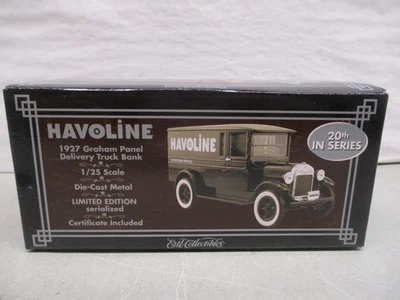 HAVOLINE
1927 Graham Panel
Delivery Truck Bank
1/25 Scale
Die-Cast Metal
LIMITED EDITION
serialized
Certificate Included
HAVOLINE
20th
IN SERIES
Ertl Collectibles